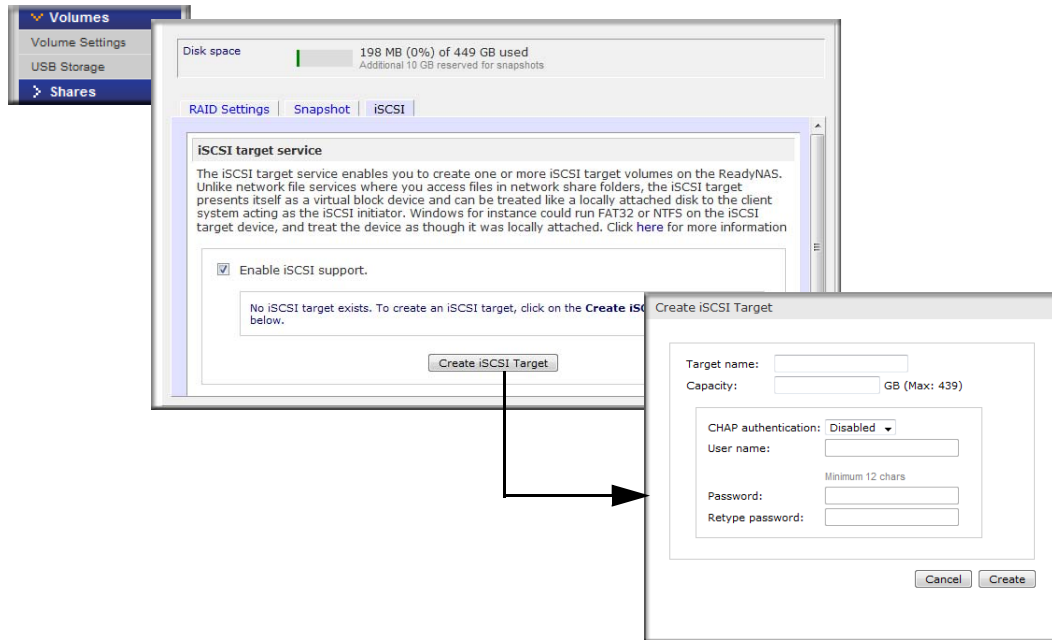 Volumes
Volume Settings
USB Storage
Shares
Disk space
198 MB (0%) of 449 GB used
Additional 10 GB reserved for snapshots
RAID Settings
Snapshot
iSCSI
iSCSI target service
The iSCSI target service enables you to create one or more iSCSI target volumes on the ReadyNAS.
Unlike network file services where you access files in network share folders, the iSCSI target
presents itself as a virtual block device and can be treated like a locally attached disk to the client
system acting as the iSCSI initiator. Windows for instance could run FAT32 or NTFS on the iSCSI
target device, and treat the device as though it was locally attached. Click here for more information
Enable iSCSI support.
No iSCSI target exists. To create an iSCSI target, click on the Create
below.
Create iSCSI Target
Create iSCSI Target
Target name:
Capacity:
GB (Max: 439)
CHAP authentication: Disabled
User name:
Minimum 12 chars
Password:
Retype password:
Cancel
Create